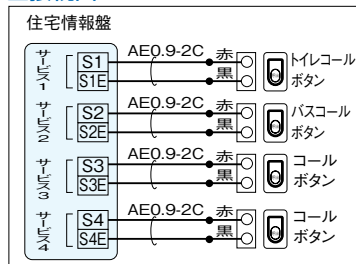 住宅情報盤
サービス1
S1
S1E
AE0.9-2C
赤
黒
トイレコール
ボタン
サービス2
S2
S2E
AE0.9-2C
赤
黒
バスコール
ボタン
サービス3
S3
S3E
AE0.9-2C
赤
黒
コール
ボタン
サービス4
S4
S4E
AE0.9-2C
赤
黒
コール
ボタン